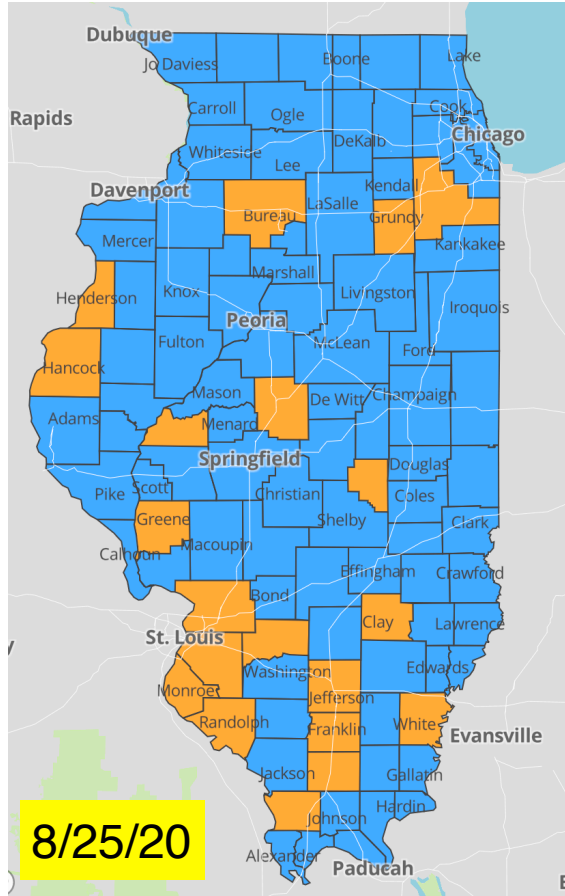 Dubuque
Jo Daviess
Boone
Lake
Carroll
Ogle
Cook
Rapids
DeKalb
Chicago
Whiteside
Lee
Davenport
Kendall
LaSalle
Bureau
Grundy
Mercer
Kankakee
Marshall
Henderson
Knox
Livingston
Iroquois
Peoria
Fulton
McLean
Ford
Hancock
Mason
De Witt
Champaign
Adams
Menard
Springfield
Douglas
Pike
Scott
Christian
Coles
Greene
Shelby
Clark
Macoupin
Calhoun
Effingham
Crawford
Bond
Clay
Lawrence
St. Louis
Washington
Edwards
Monroe
Jefferson
Randolph
Franklin
White
Evansville
Jackson
Gallatin
Hardin
Johnson
8/25/20
Alexander
Paducah